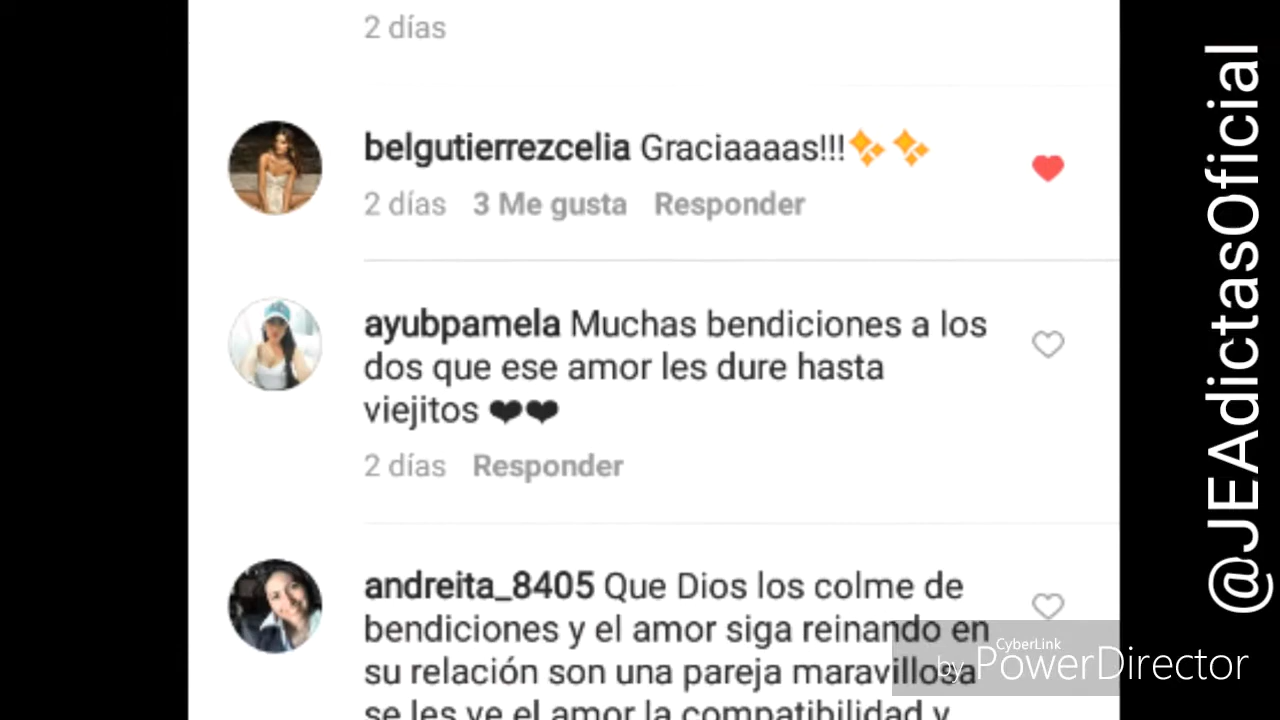 2 días
belgutierrezcelia Graciaaaas!!!✨✨
2 días 3 Me gusta Responder
ayubpamela Muchas bendiciones a los
dos que ese amor les dure hasta
viejitos ❤❤
2 días Responder
andreita_8405 Que Dios los colme de
bendiciones y el amor siga reinando en
su relación son una pareja maravillosa
se les ve el amor la compatibilidad y
@JEAdictasOficial
CyberLink
by PowerDirector